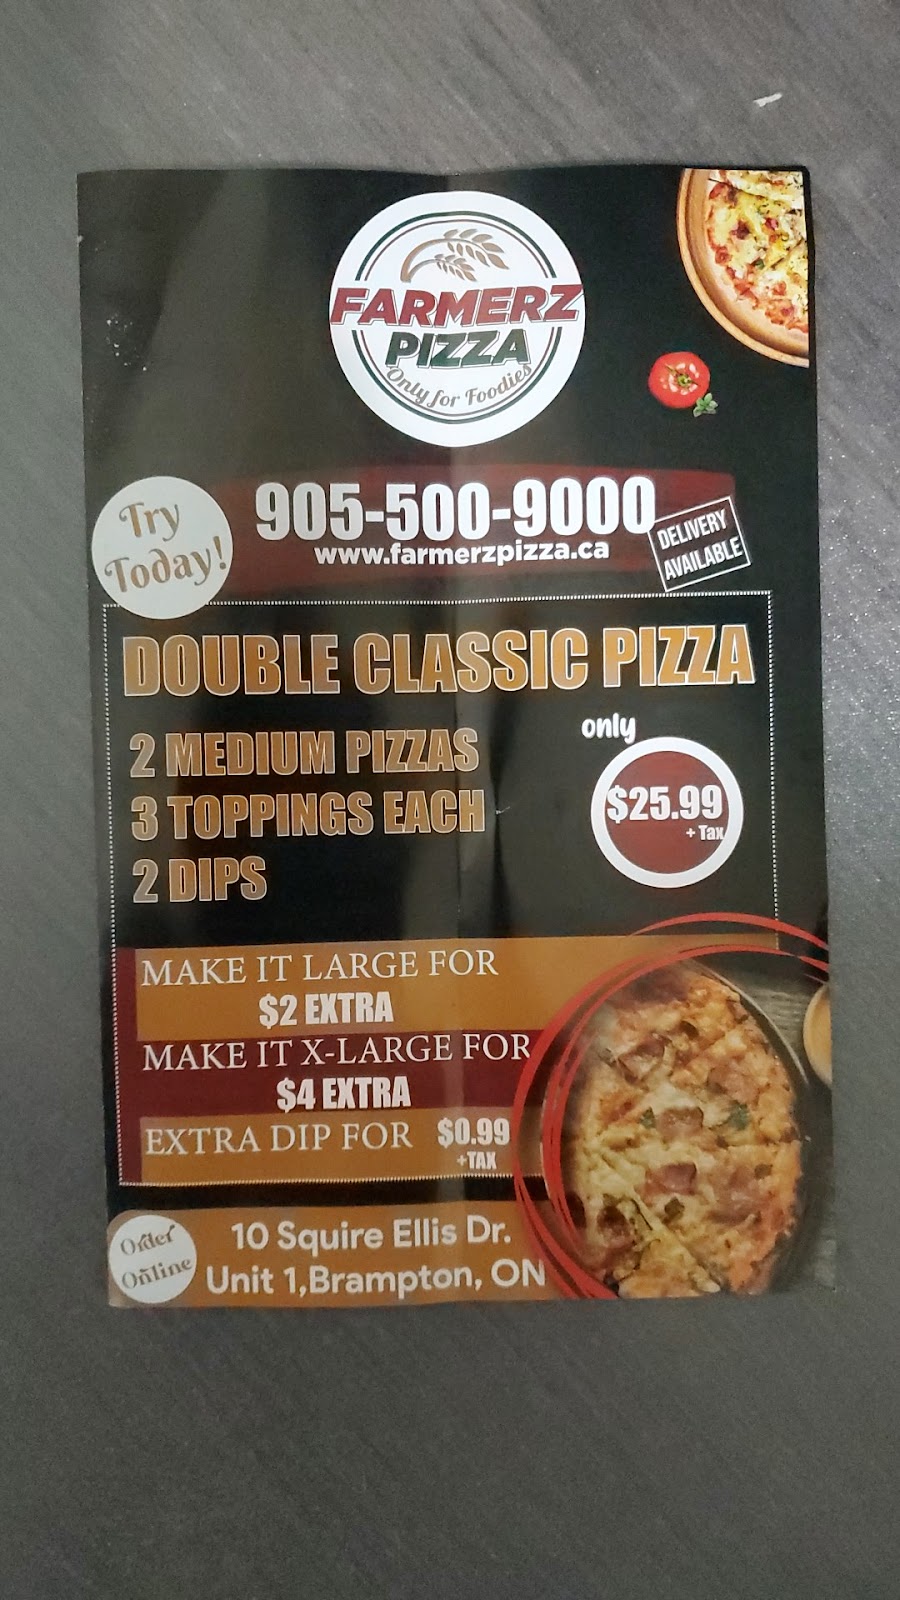 FARMERZ
PIZZA
Only for Foodies
Try
Today!
905-500-9000
www.farmerzpizza.ca
DELIVERY
AVAILABLE
DOUBLE CLASSIC PIZZA
2 MEDIUM PIZZAS
3 TOPPINGS EACH
2 DIPS
only
$25.99
+ Tax
MAKE IT LARGE FOR
$2 EXTRA
MAKE IT X-LARGE FOR
$4 EXTRA
EXTRA DIP FOR $0.99
+TAX
Order
Online
10 Squire Ellis Dr.
Unit 1,Brampton, ON